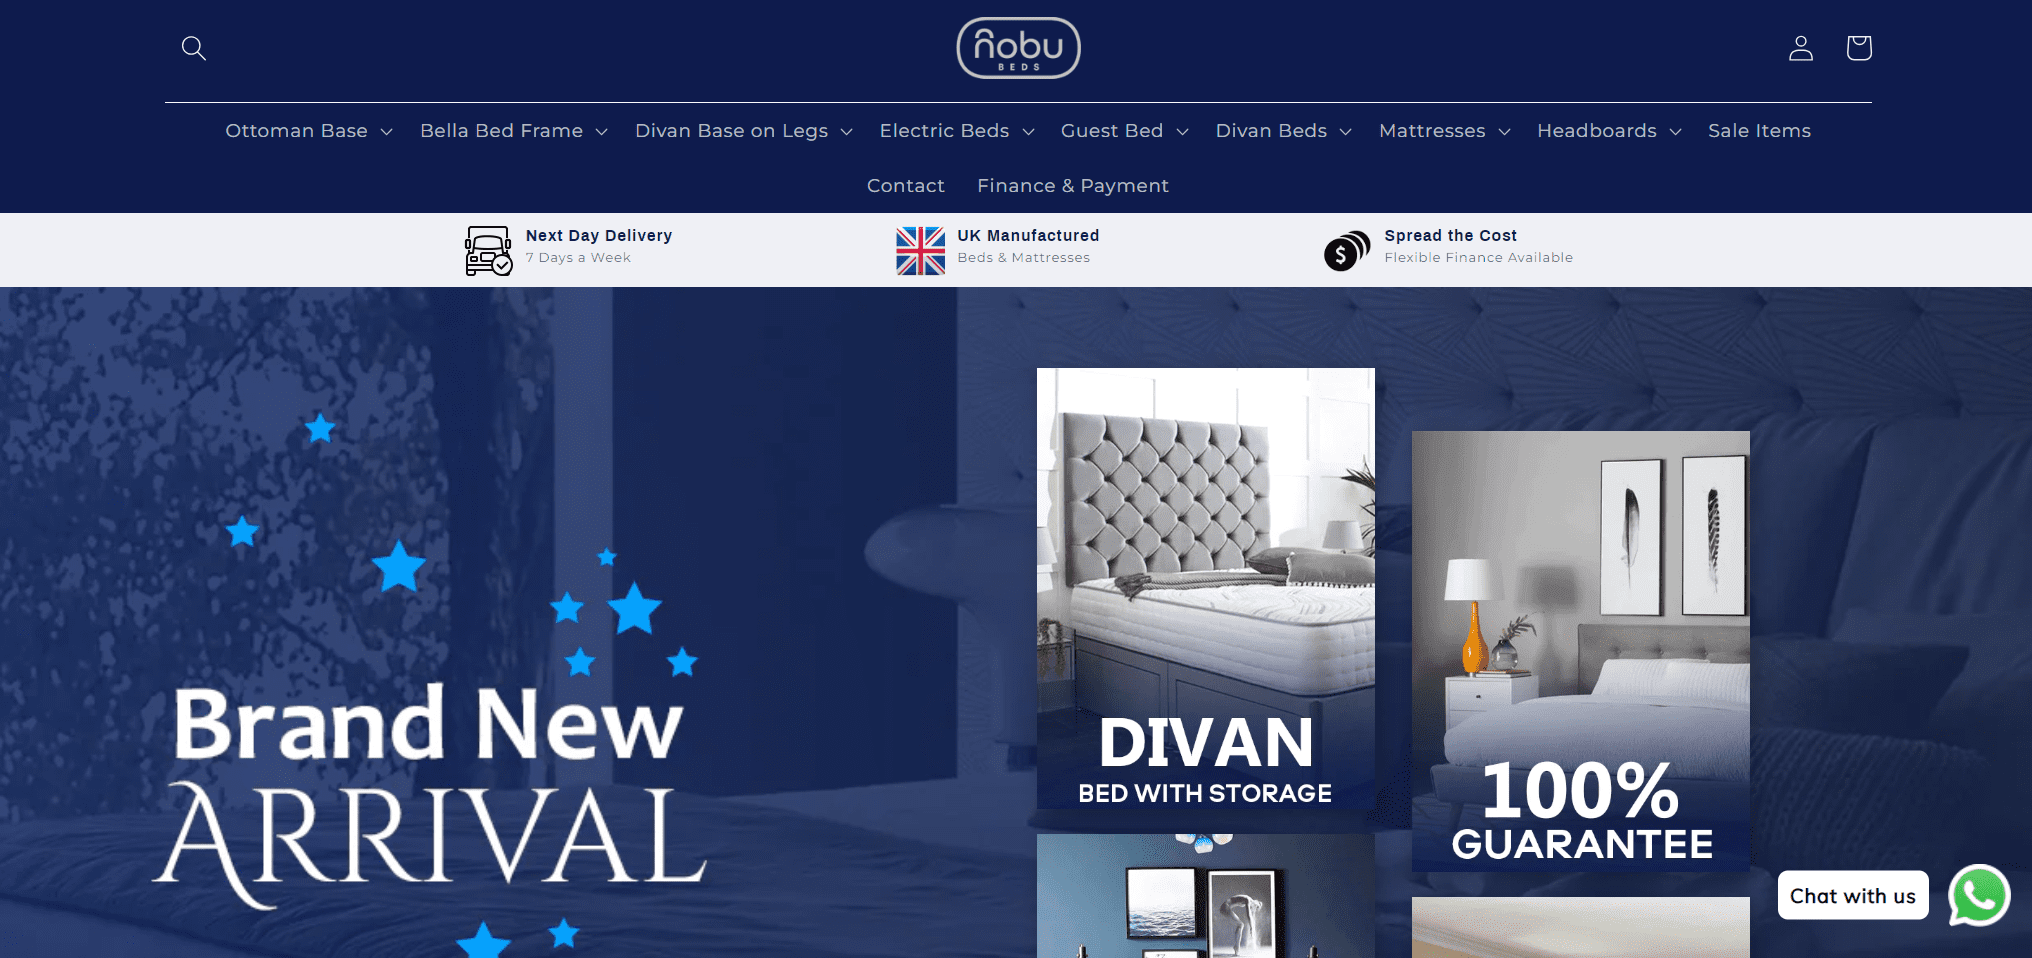 nobu
BEDS
Ottoman Base
Bella Bed Frame
Divan Base on Legs
Electric Beds
Guest Bed
Divan Beds
Mattresses
Headboards
Sale Items
Contact
Finance & Payment
Next Day Delivery
7 Days a Week
UK Manufactured
Beds & Mattresses
$
Spread the Cost
Flexible Finance Available
Brand New
ARRIVAL
DIVAN
BED WITH STORAGE
100%
GUARANTEE
Chat with us